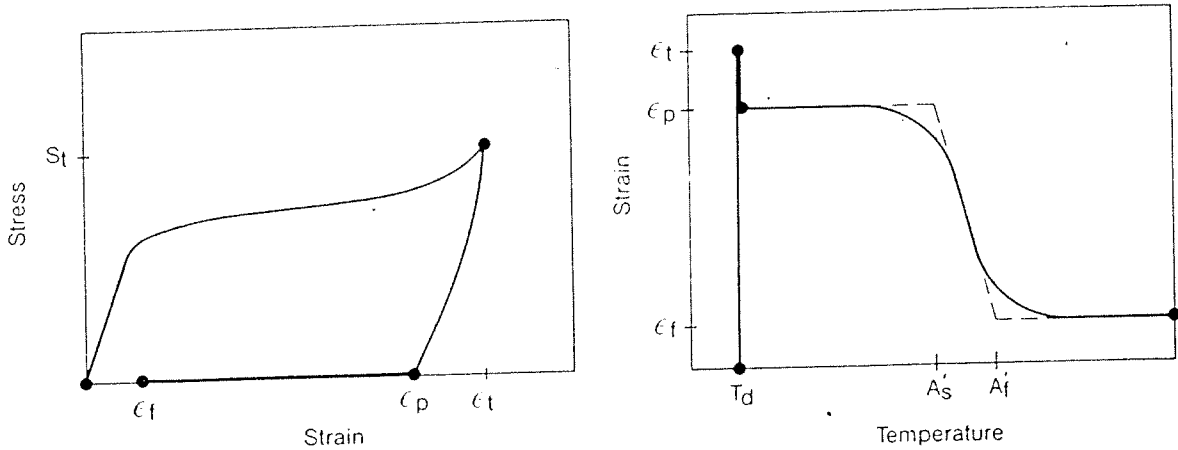 Stress
St
ϵf
ϵp
ϵt
Strain
Strain
ϵt
ϵp
ϵf
Td
A's
A'f
Temperature